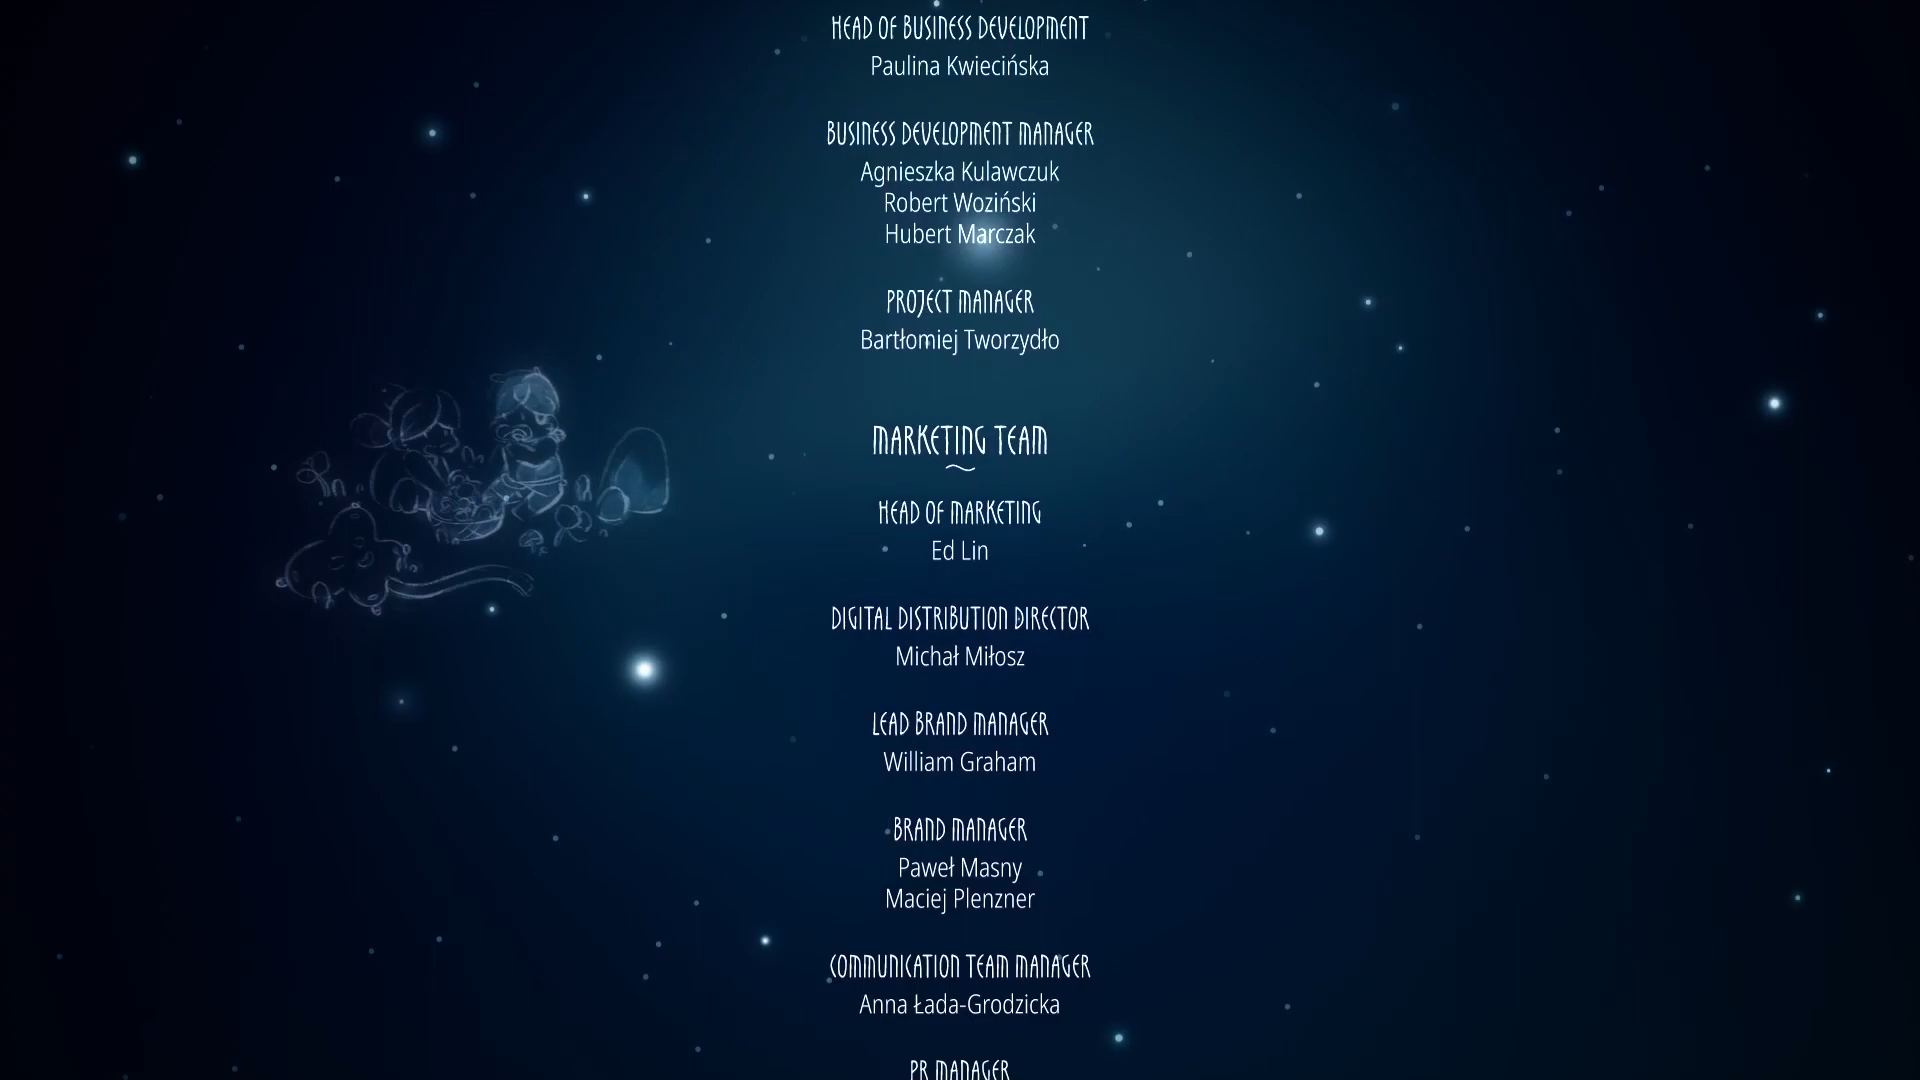 HEAD OF BUSINESS DEVELOPMENT
Paulina Kwiecińska
BUSINESS DEVELOPMENT MANAGER
Agnieszka Kulawczuk
Robert Woziński
Hubert Marczak
PROJECT MANAGER
Bartłomiej Tworzydło
MARKETING TEAM
HEAD OF MARKETING
Ed Lin
DIGITAL DISTRIBUTION DIRECTOR
Michał Miłosz
LEAD BRAND MANAGER
William Graham
BRAND MANAGER
Paweł Masny
Maciej Plenzner
COMMUNICATION TEAM MANAGER
Anna Łada-Grodzicka
PR MANAGER